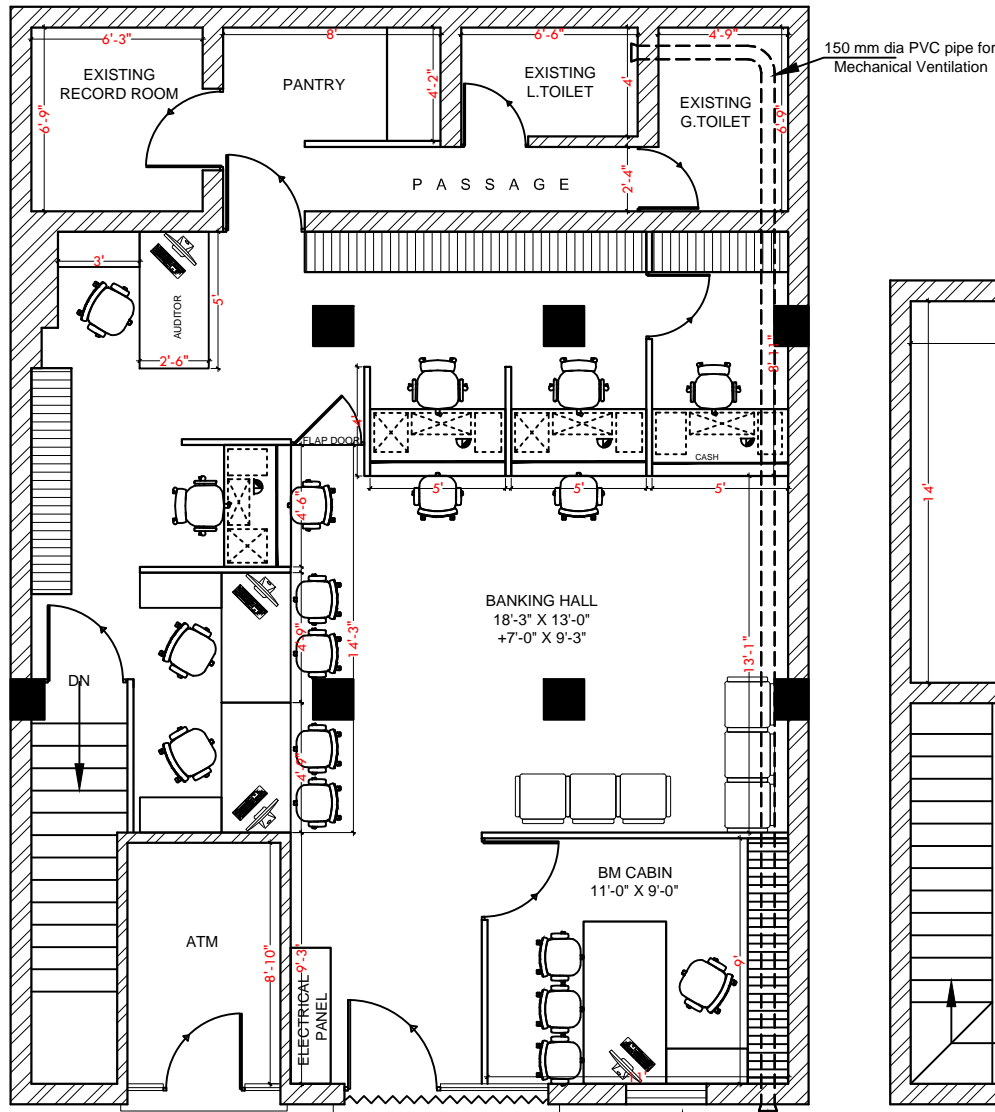 6'-3"
8'
6'-6"
4'-9"
150 mm dia PVC pipe for
Mechanical Ventilation
EXISTING
RECORD ROOM
PANTRY
EXISTING
L.TOILET
EXISTING
G.TOILET
6'-9"
4'-2"
4'
6'-9"
P A S S A G E
2'-4"
3'
AUDITOR
5'
2'-6"
8'-11"
14'
4'
FLAP DOOR
CASH
5'
5'
5'
4'-6"
BANKING HALL
18'-3" X 13'-0"
+7'-0" X 9'-3"
4'-9"
14'-3"
13'-1"
DN
4'-9"
BM CABIN
11'-0" X 9'-0"
ATM
8'-10"
9'-3"
9'
ELECTRICAL
PANEL
11'